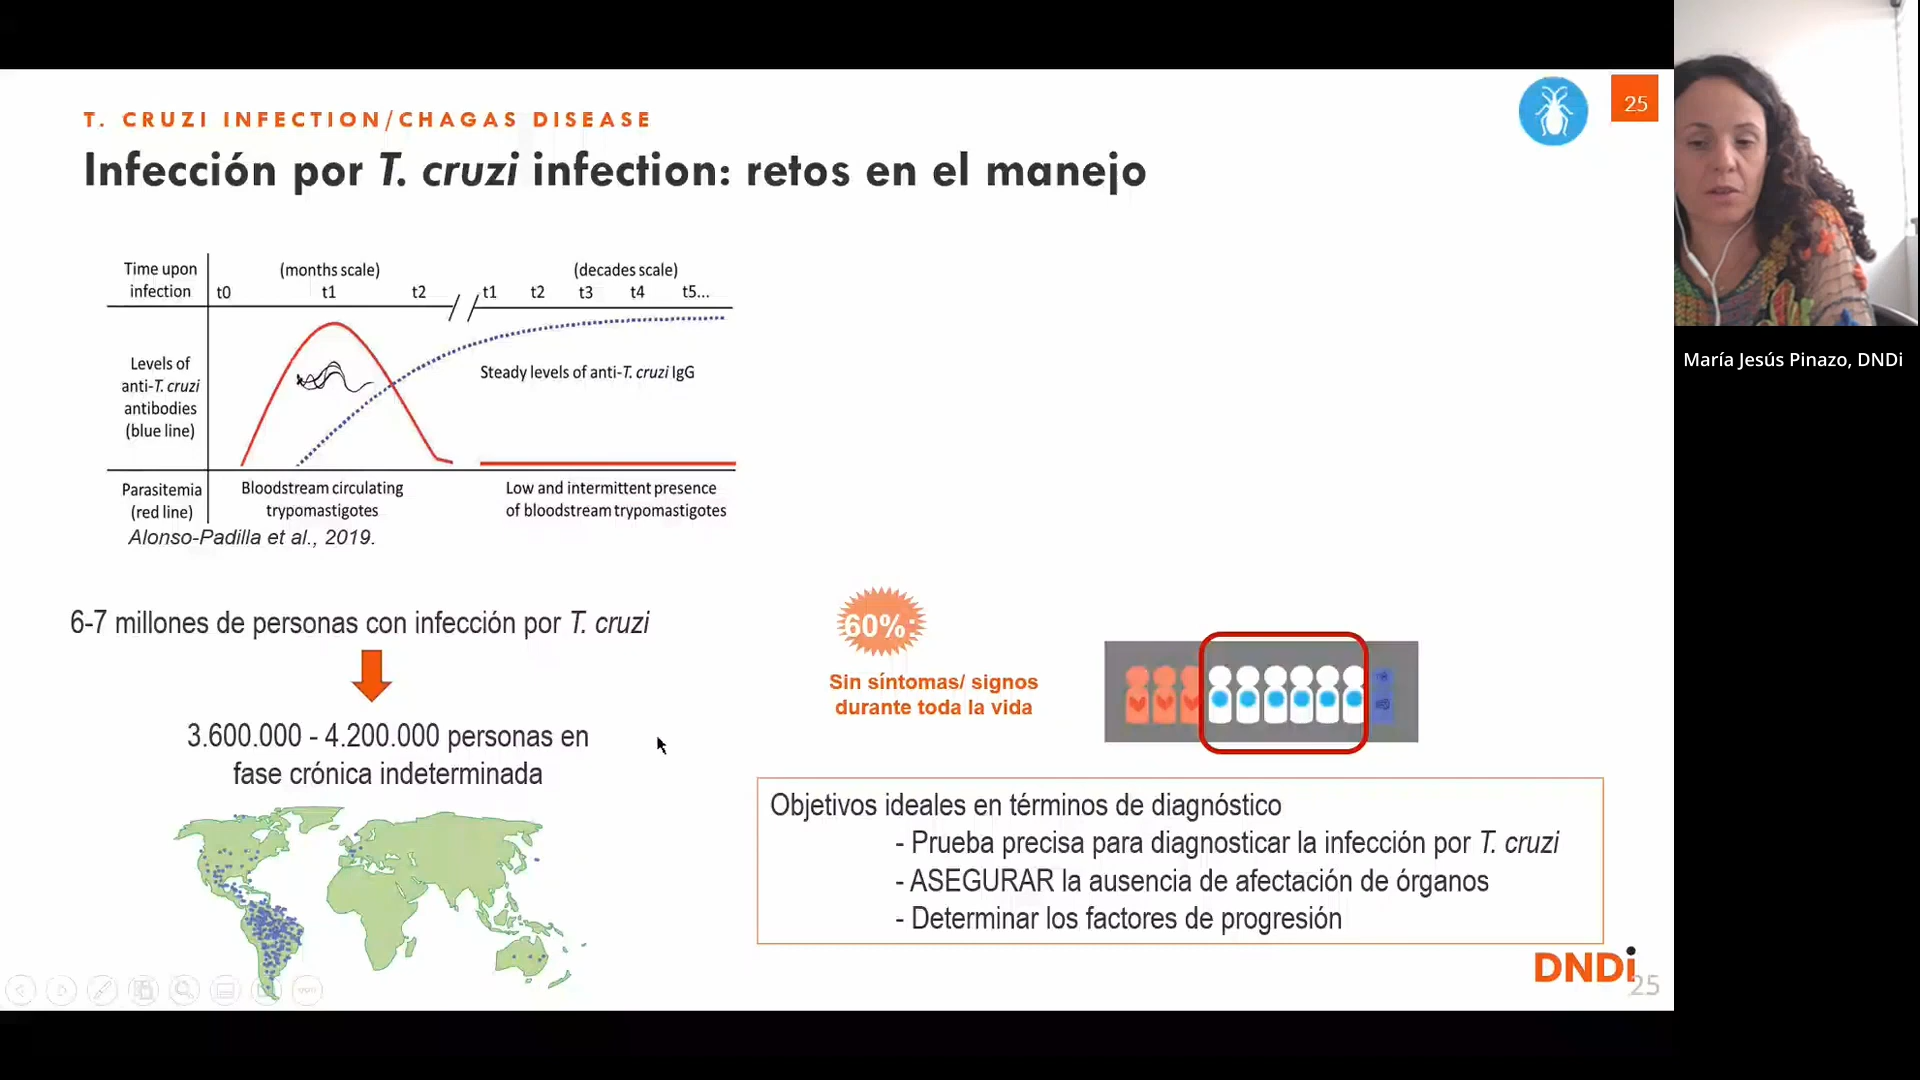 T. CRUZI INFECTION/CHAGAS DISEASE
25
Infección por T. cruzi infection: retos en el manejo
María Jesús Pinazo, DNDi
Time upon
infection
(months scale)
(decades scale)
t0 t1 t2 t1 t2 t3 t4 t5...
Levels of
anti-T. cruzi
antibodies
(blue line)
Steady levels of anti-T. cruzi IgG
Parasitemia
(red line)
Bloodstream circulating
trypomastigotes
Low and intermittent presence
of bloodstream trypomastigotes
Alonso-Padilla et al., 2019.
6-7 millones de personas con infección por T. cruzi
3.600.000 - 4.200.000 personas en
fase crónica indeterminada
60%:
Sin síntomas/ signos
durante toda la vida
Objetivos ideales en términos de diagnóstico
- Prueba precisa para diagnosticar la infección por T. cruzi
- ASEGURAR la ausencia de afectación de órganos
- Determinar los factores de progresión
DNDi
25